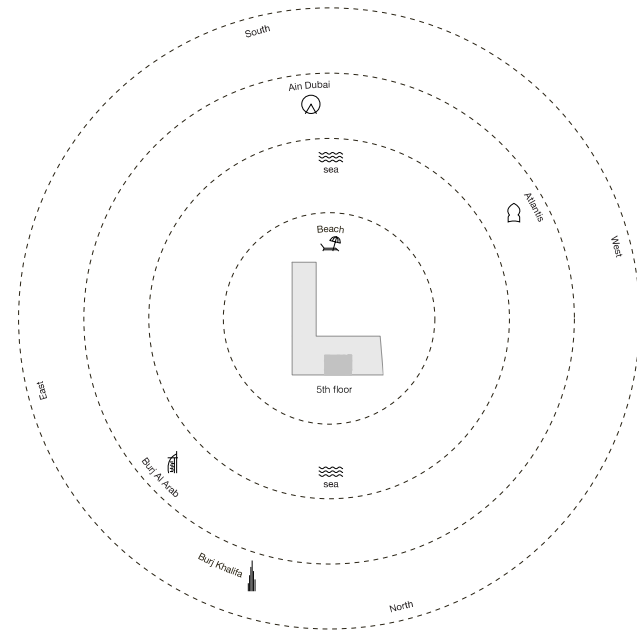 South
Ain Dubai
sea
Atlantis
Beach
West
5th floor
East
Burj Al Arab
sea
Burj Khalifa
North